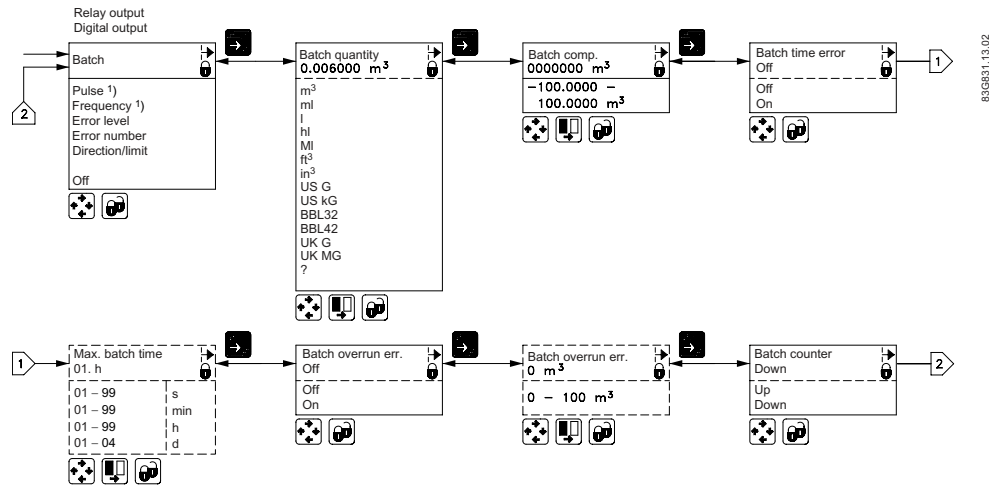 Relay output
Digital output
Batch
Pulse 1)
Frequency 1)
Error level
Error number
Direction/limit
Off
2
Batch quantity
0.006000 m³
m³
ml
l
hl
Ml
ft³
in³
US G
US kG
BBL32
BBL42
UK G
UK MG
?
Batch comp.
0000000 m³
−100.0000 −
100.0000 m³
Batch time error
Off
Off
On
1
83G831.13.02
1
Max. batch time
01. h
01 – 99 s
01 – 99 min
01 – 99 h
01 – 04 d
Batch overrun err.
Off
Off
On
Batch overrun err.
0 m³
0 − 100 m³
Batch counter
Down
Up
Down
2